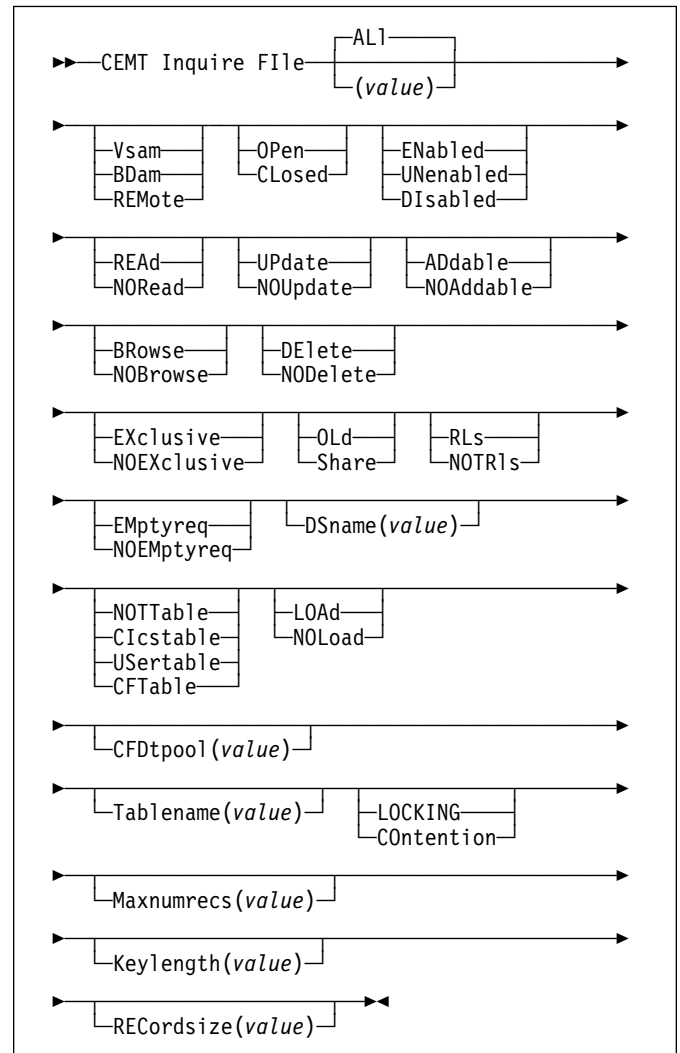 ALl
CEMT Inquire FIle
(value)
Vsam OPen ENabled
BDam CLosed UNenabled
REMote DIsabled
REAd UPdate ADdable
NORead NOUpdate NOAddable
BRowse DElete
NOBrowse NODelete
EXclusive OLd RLs
NOEXclusive Share NOTRls
EMptyreq DSname(value)
NOEMptyreq
NOTTable LOAd
CIcstable NOLoad
USertable
CFTable
CFDtpool(value)
Tablename(value) LOCKING
COntention
Maxnumrecs(value)
Keylength(value)
RECordsize(value)